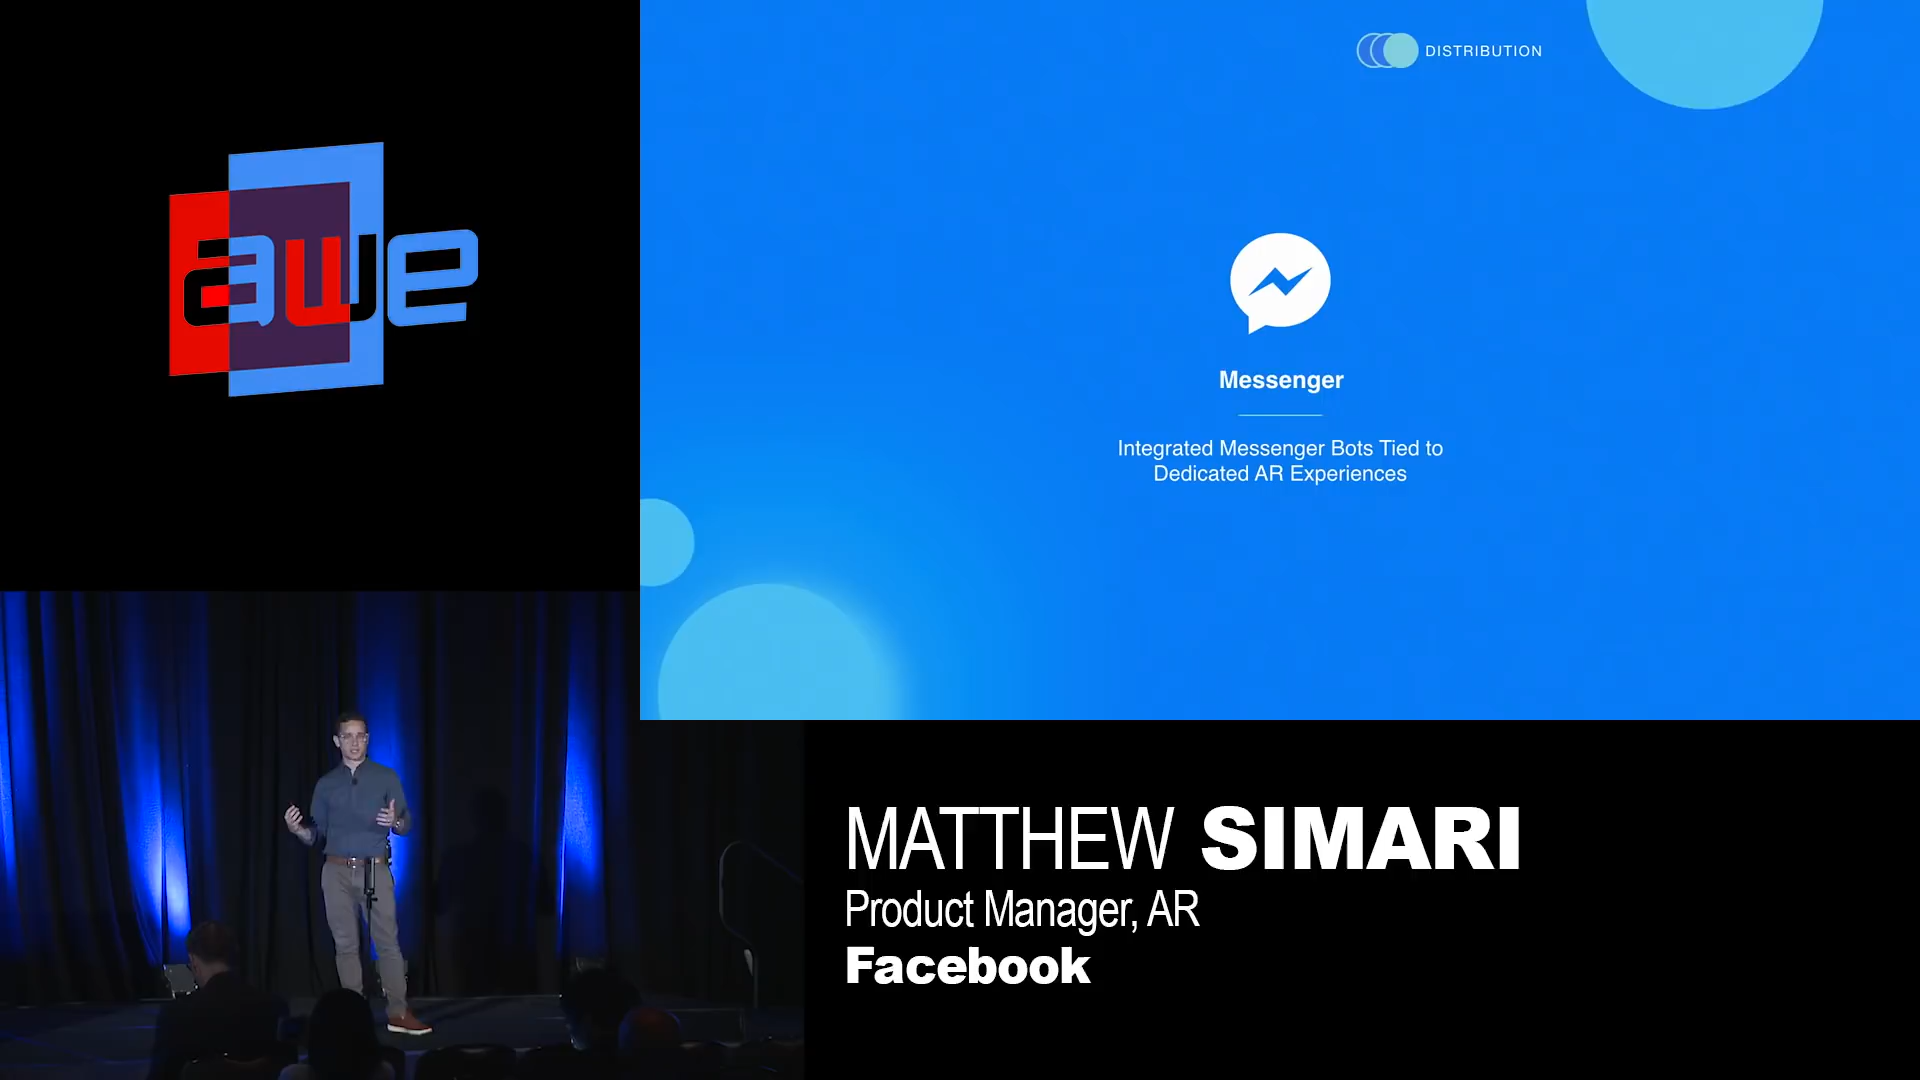 awe
DISTRIBUTION
Messenger
Integrated Messenger Bots Tied to
Dedicated AR Experiences
MATTHEW SIMARI
Product Manager, AR
Facebook